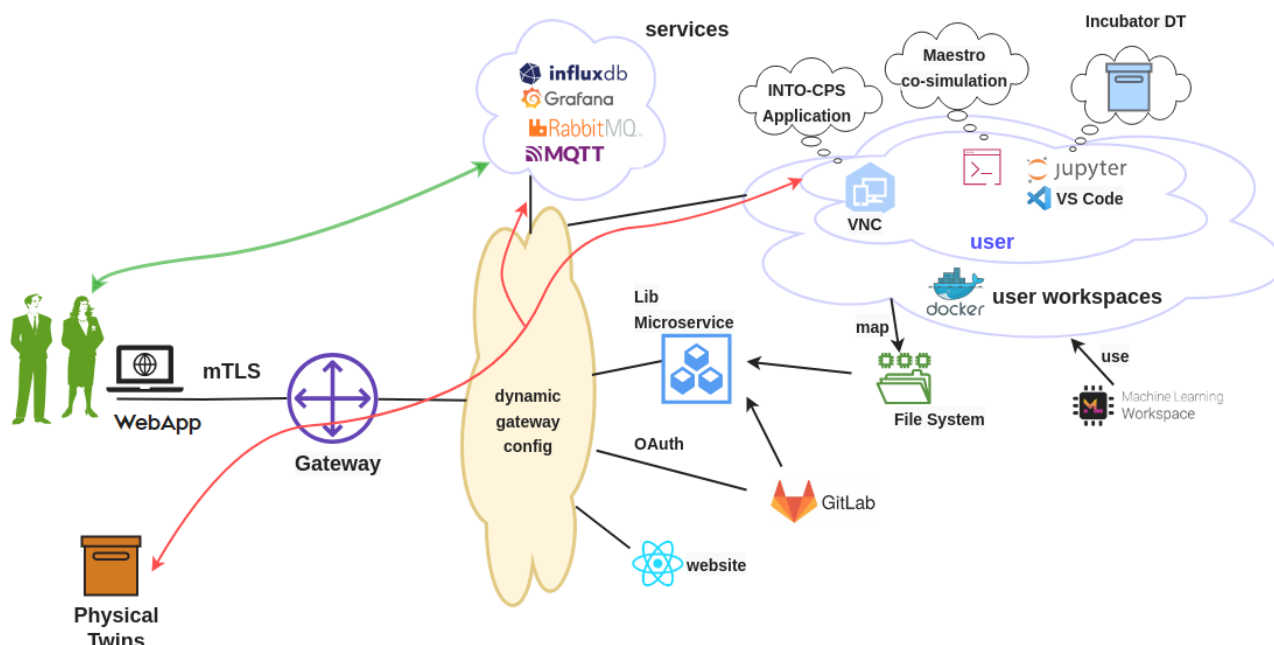 services
influxdb
Grafana
RabbitMQ
MQTT
Incubator DT
Maestro
co-simulation
INTO-CPS
Application
jupyter
VS Code
VNC
user
docker
user workspaces
Lib
Microservice
map
use
File System
Machine Learning
Workspace
mTLS
WebApp
Gateway
dynamic
gateway
config
OAuth
GitLab
website
Physical
Twins